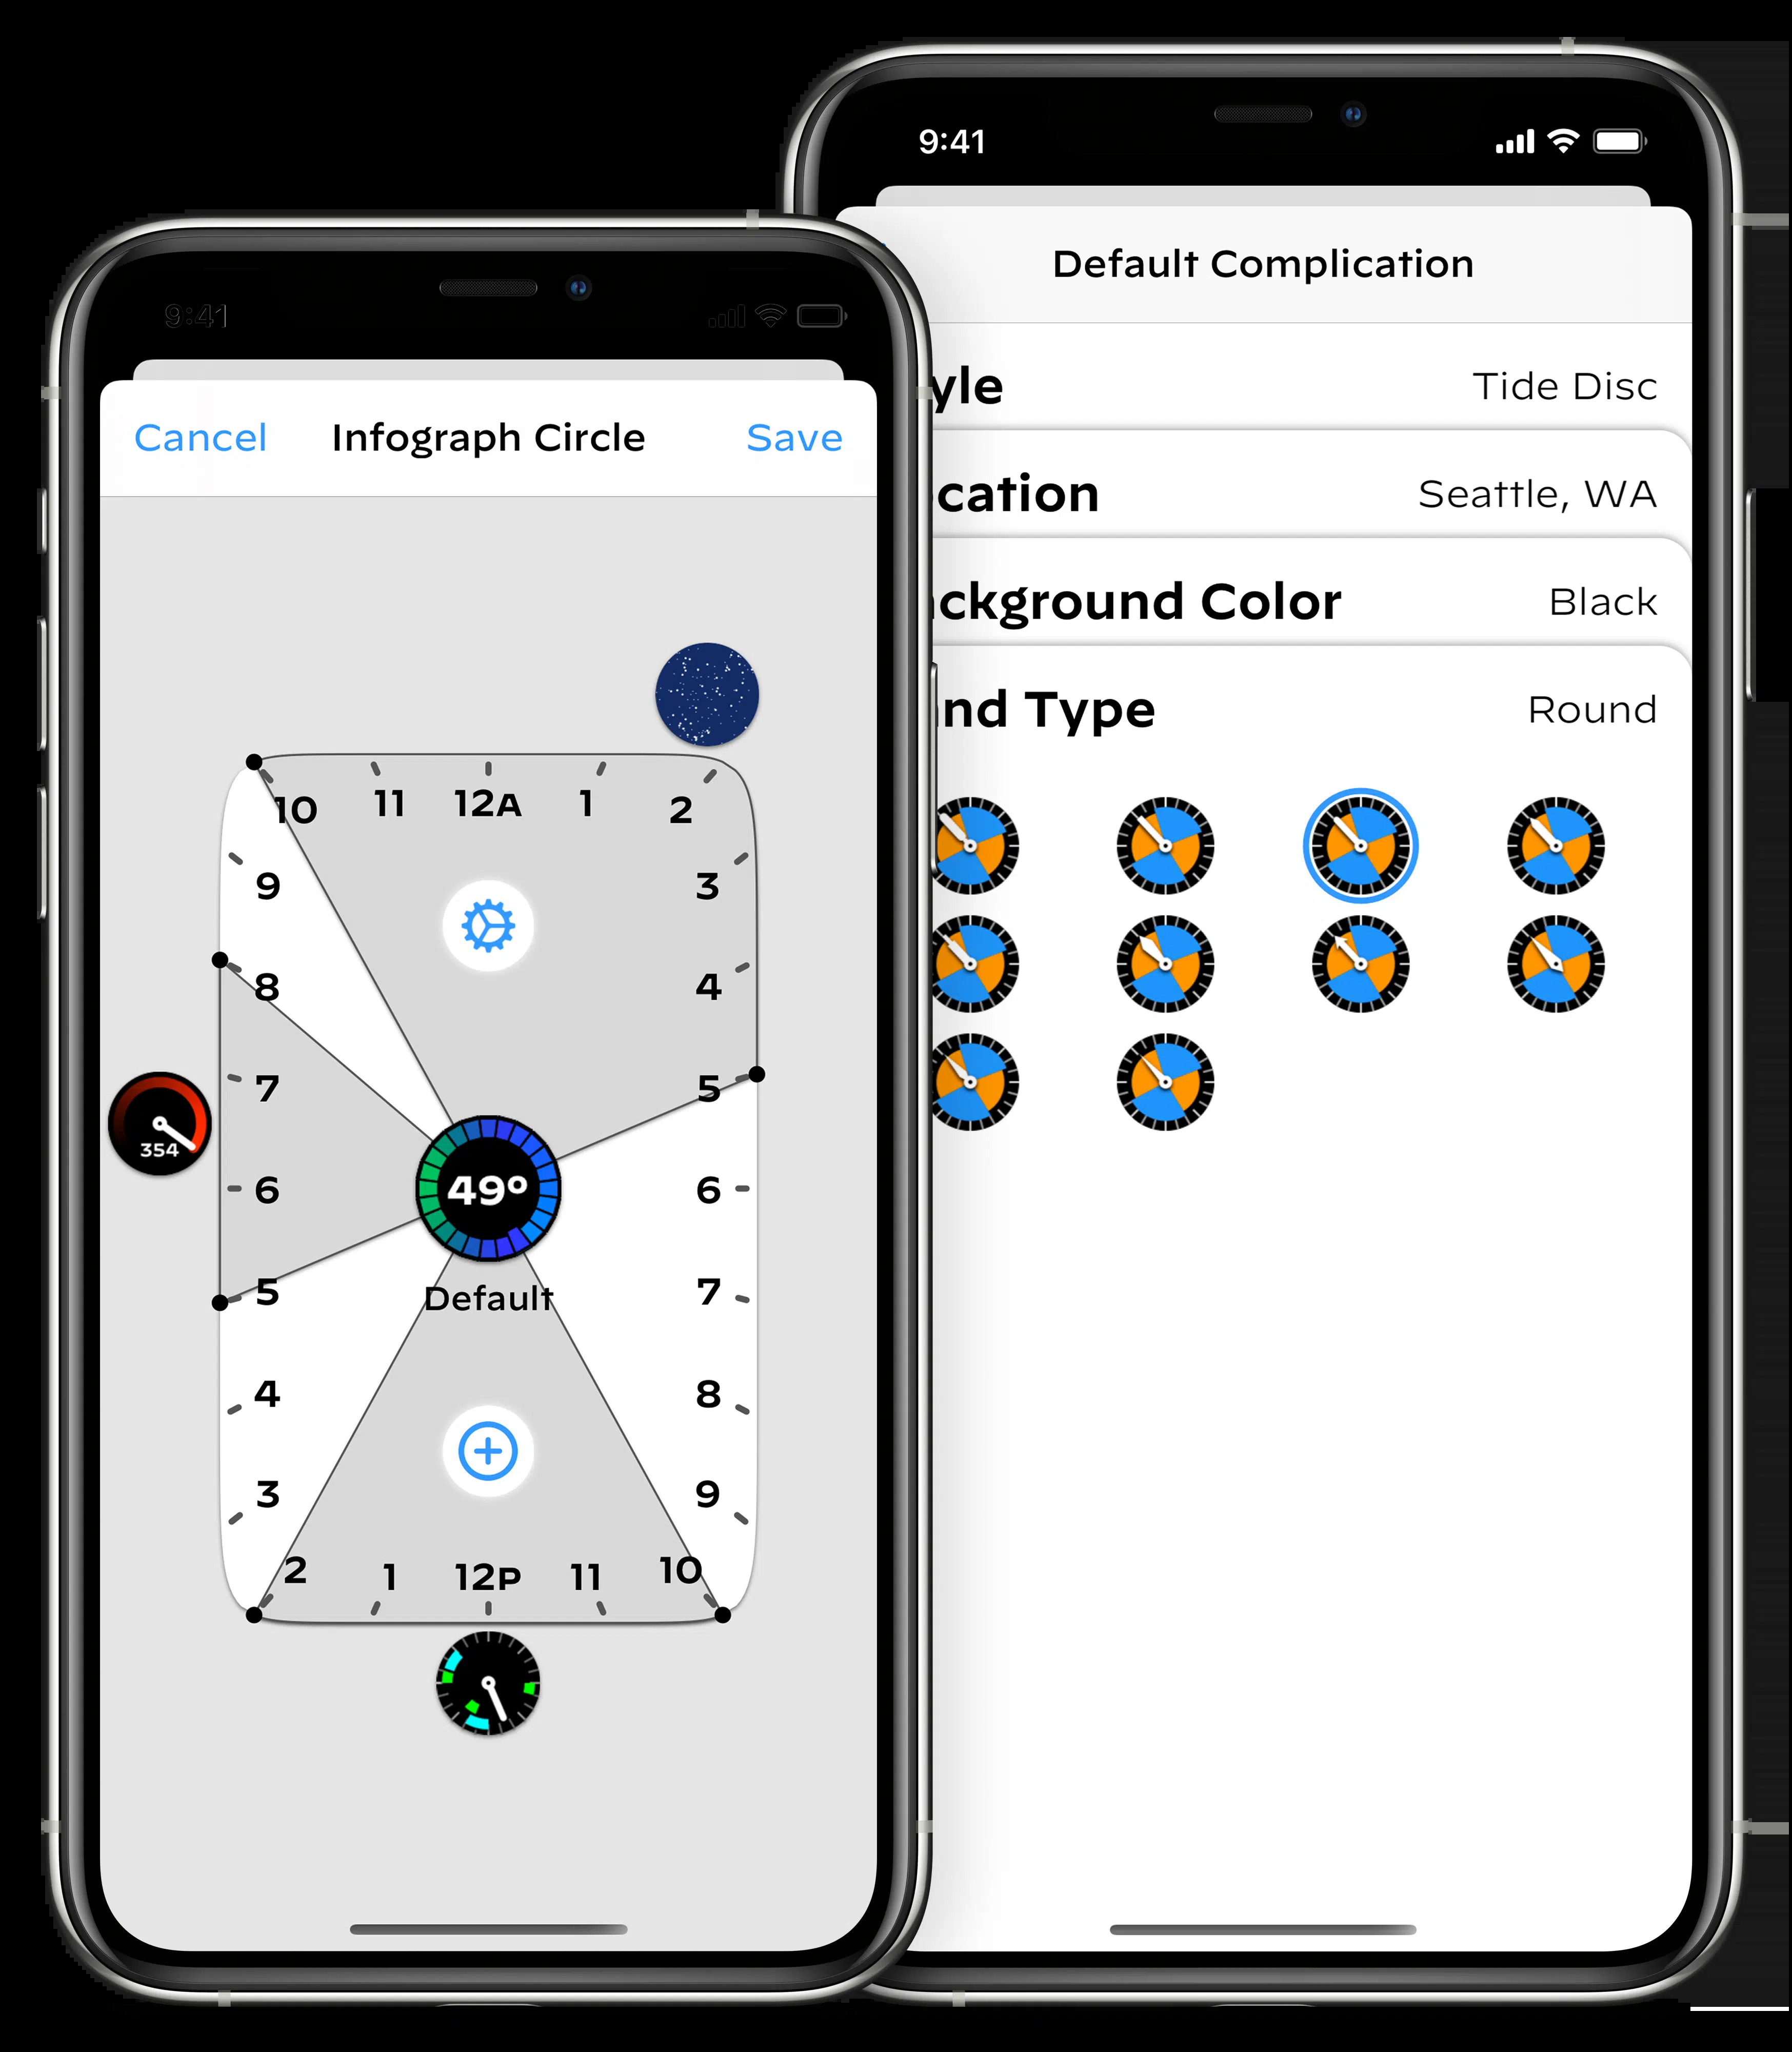 9:41
Cancel Infograph Circle Save
10 11 12A 1 2
9 3
8 4
7 5
354
6 49º 6
5 Default 7
4 8
3 9
2 1 12P 11 10
9:41
Default Complication
yle Tide Disc
cation Seattle, WA
ckground Color Black
nd Type Round